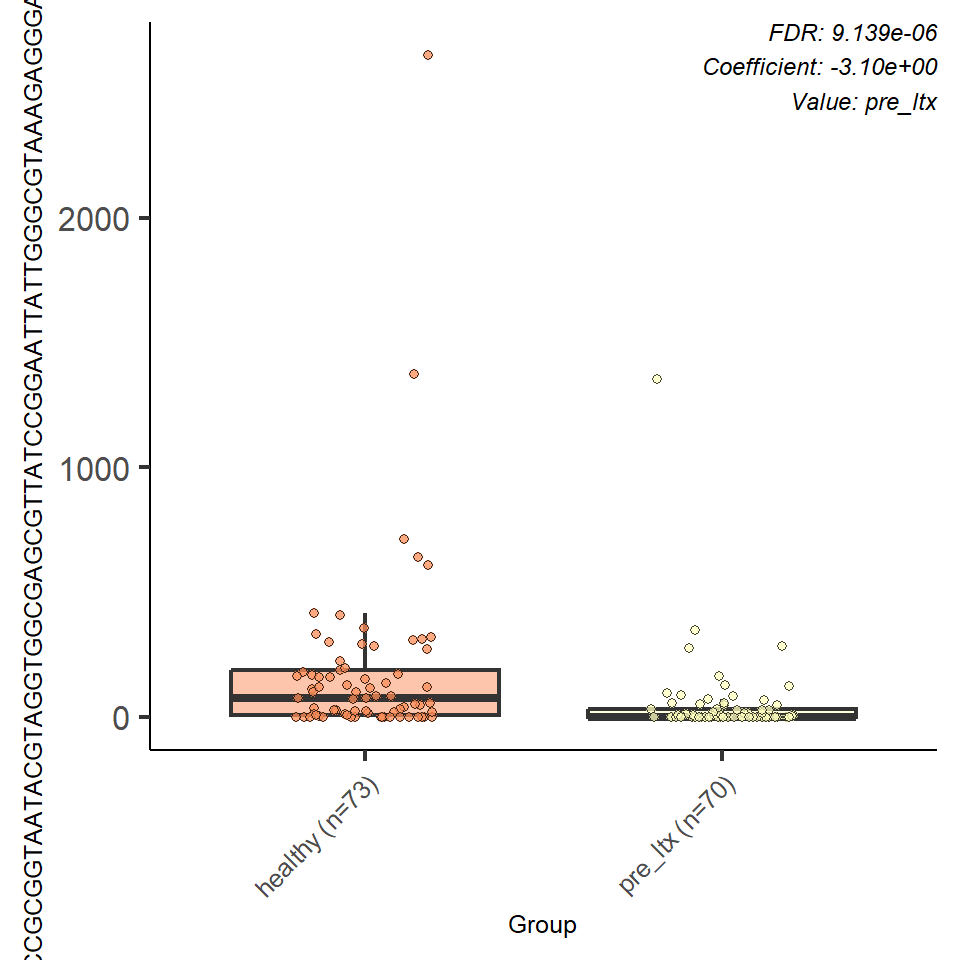 FDR: 9.139e-06
Coefficient: -3.10e+00
Value: pre_ltx
CCGCGGTAATACGTAGGTGGCGAGCGTTATCCGGAATTATTGGGCGTAAAGAGGGA
2000
1000
0
healthy (n=73)
pre_ltx (n=70)
Group